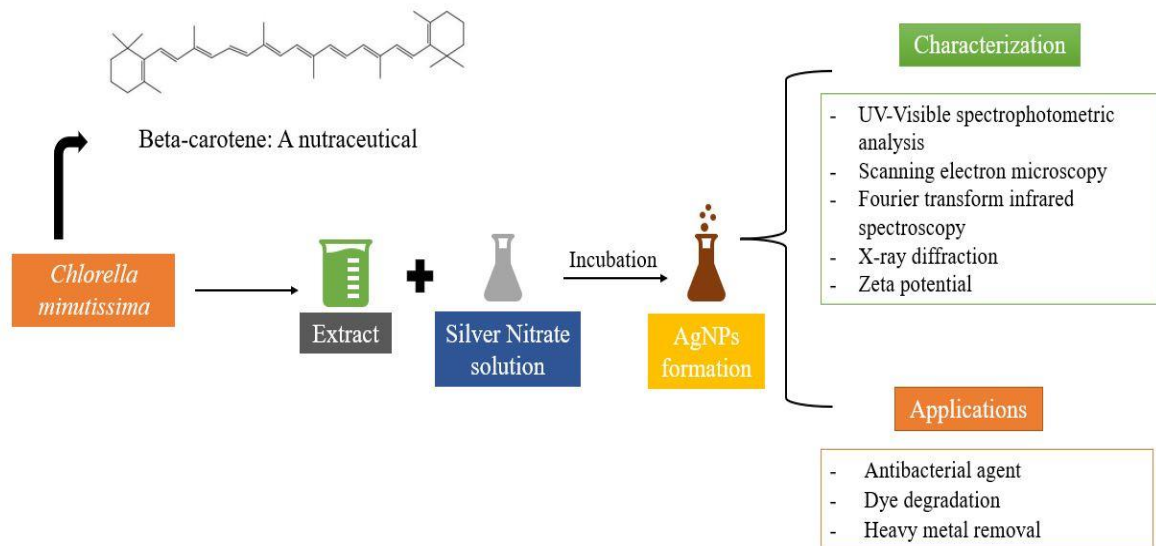 Beta-carotene: A nutraceutical
Chlorella
minutissima
Extract
Silver Nitrate
solution
Incubation
AgNPs
formation
Characterization
- UV-Visible spectrophotometric
analysis
- Scanning electron microscopy
- Fourier transform infrared
spectroscopy
- X-ray diffraction
- Zeta potential
Applications
- Antibacterial agent
- Dye degradation
- Heavy metal removal